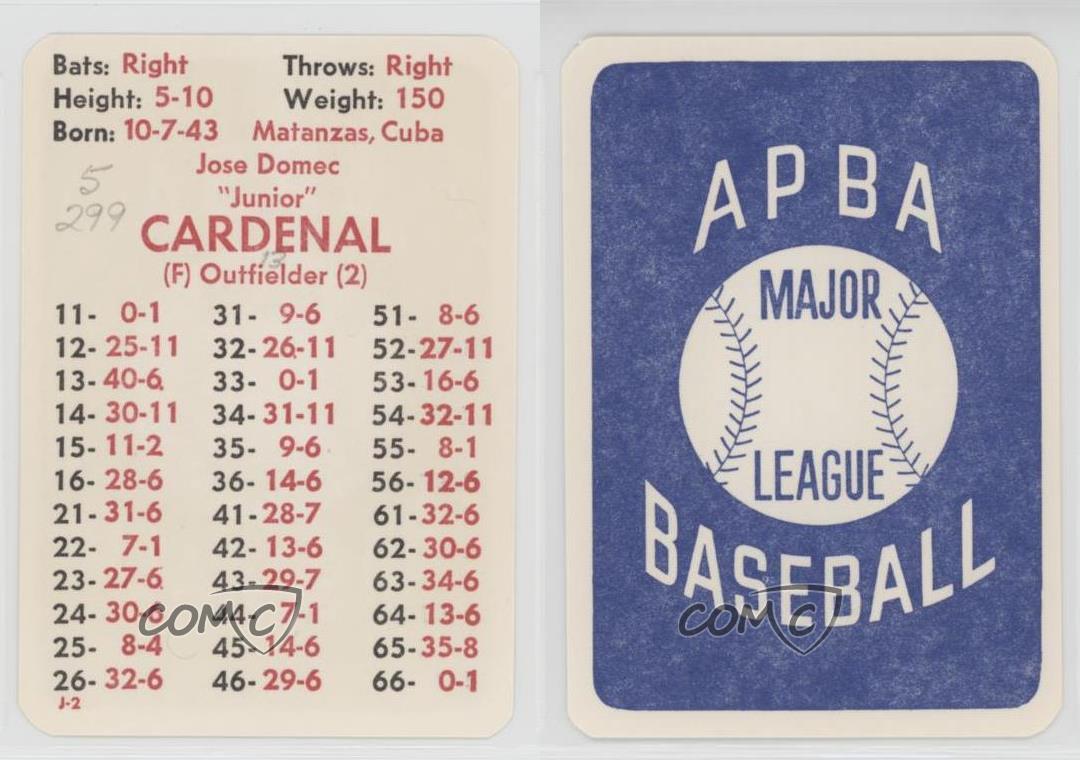 Bats: Right Throws: Right
Height: 5-10 Weight: 150
Born: 10-7-43 Matanzas, Cuba
Jose Domec
5
"Junior"
299
CARDENAL
13
(F) Outfielder (2)
11- 0-1 31- 9-6 51- 8-6
12- 25-11 32- 26-11 52- 27-11
13- 40-6 33- 0-1 53- 16-6
14- 30-11 34- 31-11 54- 32-11
15- 11-2 35- 9-6 55- 8-1
16- 28-6 36- 14-6 56- 12-6
21- 31-6 41- 28-7 61- 32-6
22- 7-1 42- 13-6 62- 30-6
23- 27-6 43- 29-7 63- 34-6
24- 30-6 44- 7-1 64- 13-6
25- 8-4 45- 14-6 65- 35-8
26- 32-6 46- 29-6 66- 0-1
J-2
COMC
APBA
MAJOR
LEAGUE
BASEBALL
COMC